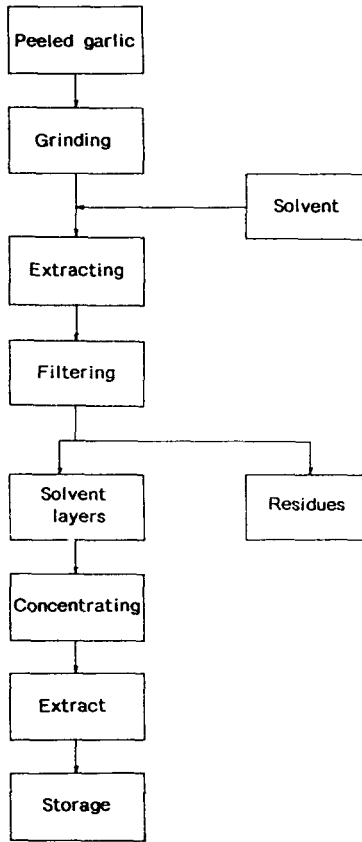 Peeled garlic
Grinding
Solvent
Extracting
Filtering
Solvent
layers
Residues
Concentrating
Extract
Storage